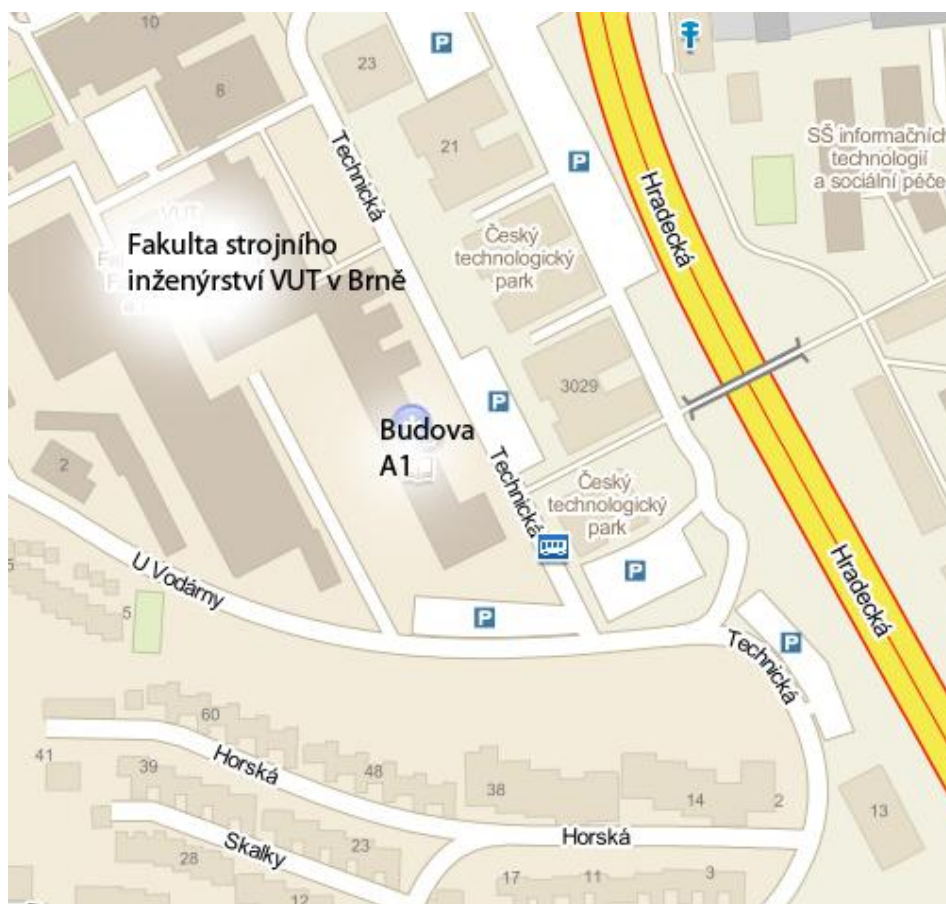 10
8
23
P
Technická
21
P
Hradecká
SŠ informačních
technologií
a sociální péče
VUT
Fakulta strojního
inženýrství VUT v Brně
Český
technologický
park
3029
P
Budova
A1
Technická
Český
technologický
park
2
P
Hradecká
U Vodárny
5
P
P
Technická
60
41
Horská
39
48
38
14
2
13
Horská
Skalky
23
28
12
17
11
3